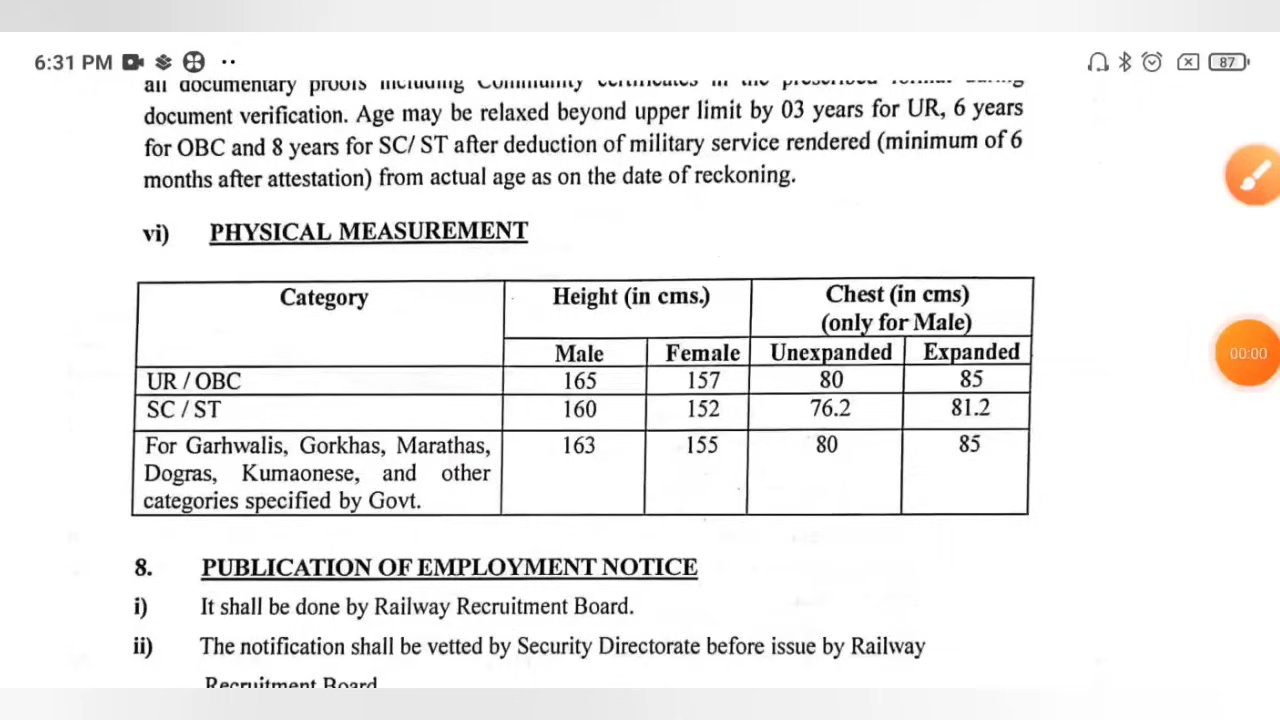 6:31 PM
87
all documentary proofs including Community
document verification. Age may be relaxed beyond upper limit by 03 years for UR, 6 years
for OBC and 8 years for SC/ ST after deduction of military service rendered (minimum of 6
months after attestation) from actual age as on the date of reckoning.
vi) PHYSICAL MEASUREMENT
Category Height (in cms.) Chest (in cms)
(only for Male)
Male Female Unexpanded Expanded
UR / OBC 165 157 80 85
SC / ST 160 152 76.2 81.2
For Garhwalis, Gorkhas, Marathas, 163 155 80 85
Dogras, Kumaonese, and other
categories specified by Govt.
00:00
8. PUBLICATION OF EMPLOYMENT NOTICE
i) It shall be done by Railway Recruitment Board.
ii) The notification shall be vetted by Security Directorate before issue by Railway
Recruitment Board